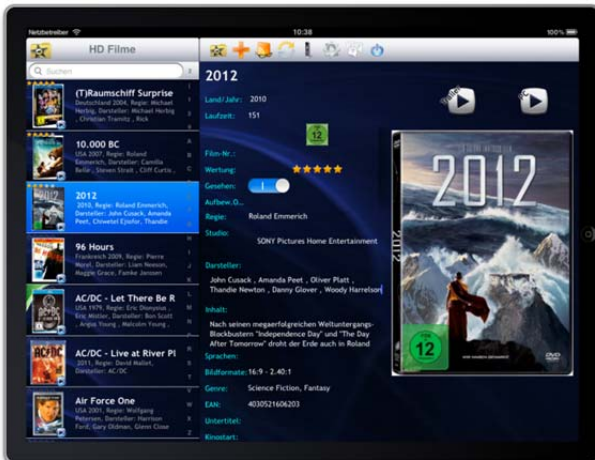 Netzbetreiber
10:38
100%
HD Filme
Suchen
(T)Raumschiff Surprise
Deutschland 2004, Regie: Michael
Herbig, Darsteller: Michael Herbig
, Christian Tramitz , Rick
10.000 BC
USA 2007, Regie: Roland
Emmerich, Darsteller: Camilla
Belle , Steven Strait , Cliff Curtis ,
2012
2010, Regie: Roland Emmerich,
Darsteller: John Cusack, Amanda
Peet, Chiwetel Ejiofor, Thandie
96 Hours
Frankreich 2009, Regie: Pierre
Morel, Darsteller: Liam Neeson,
Maggie Grace, Famke Janssen
AC/DC - Let There Be R
USA 1979, Regie: Eric Dionysius ,
Eric Mistler, Darsteller: Bon Scott
, Angus Young , Malcolm Young ,
AC/DC - Live at River Pl
2011, Regie: David Mallet,
Darsteller: AC/DC
Air Force One
USA 2001, Regie: Wolfgang
Petersen, Darsteller: Harrison
Ford, Gary Oldman, Glenn Close
2012
Land/Jahr: 2010
Laufzeit: 151
12
Film-Nr.:
Wertung:
Gesehen:
Aufbew.O...
Regie: Roland Emmerich
Studio:
SONY Pictures Home Entertainment
Darsteller:
John Cusack , Amanda Peet , Oliver Platt ,
Thandie Newton , Danny Glover , Woody Harrelson
Inhalt:
Nach seinen megaerfolgreichen Weltuntergangs-
Blockbustern "Independence Day" und "The Day
After Tomorrow" droht der Erde auch in Roland
Sprachen:
Bildformate: 16:9 - 2.40:1
Genre: Science Fiction, Fantasy
EAN: 4030521606203
Untertitel:
Kinostart:
2012
2012
12
WIR WAREN GEWARNT
DVD